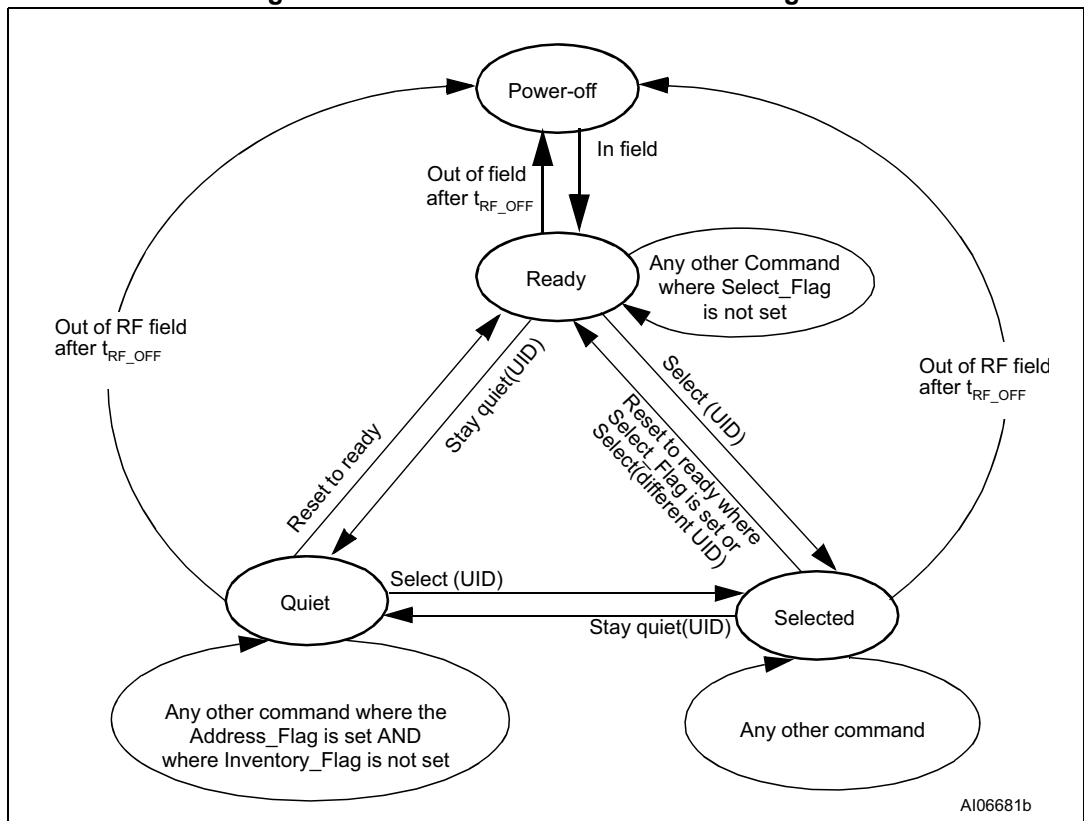 Power-off
In field
Out of field
after tRF_OFF
Ready
Any other Command
where Select_Flag
is not set
Out of RF field
after tRF_OFF
Out of RF field
after tRF_OFF
Reset to ready
Stay quiet(UID)
Select (UID)
Reset to ready where
Select_Flag is set or
Select(different UID)
Select (UID)
Quiet
Stay quiet(UID)
Selected
Any other command where the
Address_Flag is set AND
where Inventory_Flag is not set
Any other command
AI06681b